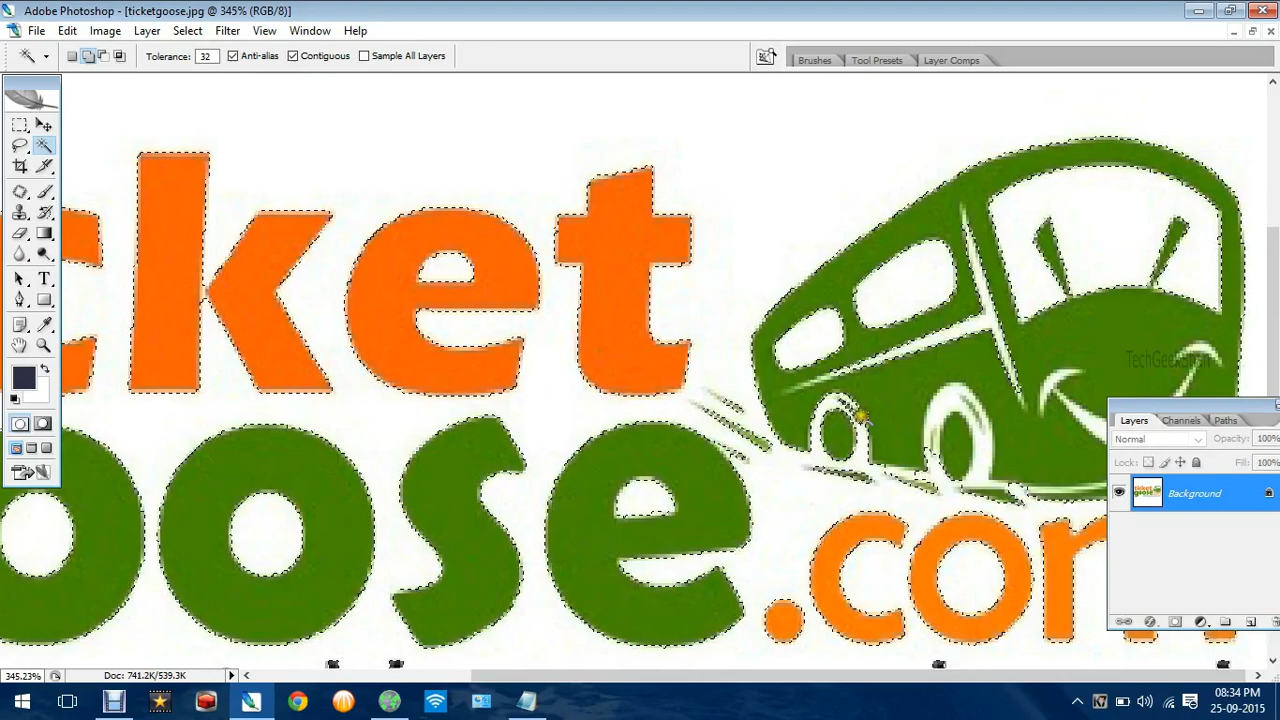 Adobe Photoshop - [ticketgoose.jpg @ 345% (RGB/8)]
File Edit Image Layer Select Filter View Window Help
Tolerance: 32 Anti-alias Contiguous Sample All Layers Brushes Tool Presets Layer Comps
cket
TechGeekShan
oose
.com
Layers Channels Paths
Normal Opacity: 100%
Lock: Fill: 100%
Background
345.23% Doc: 741.2K/539.3K
08:34 PM
25-09-2015